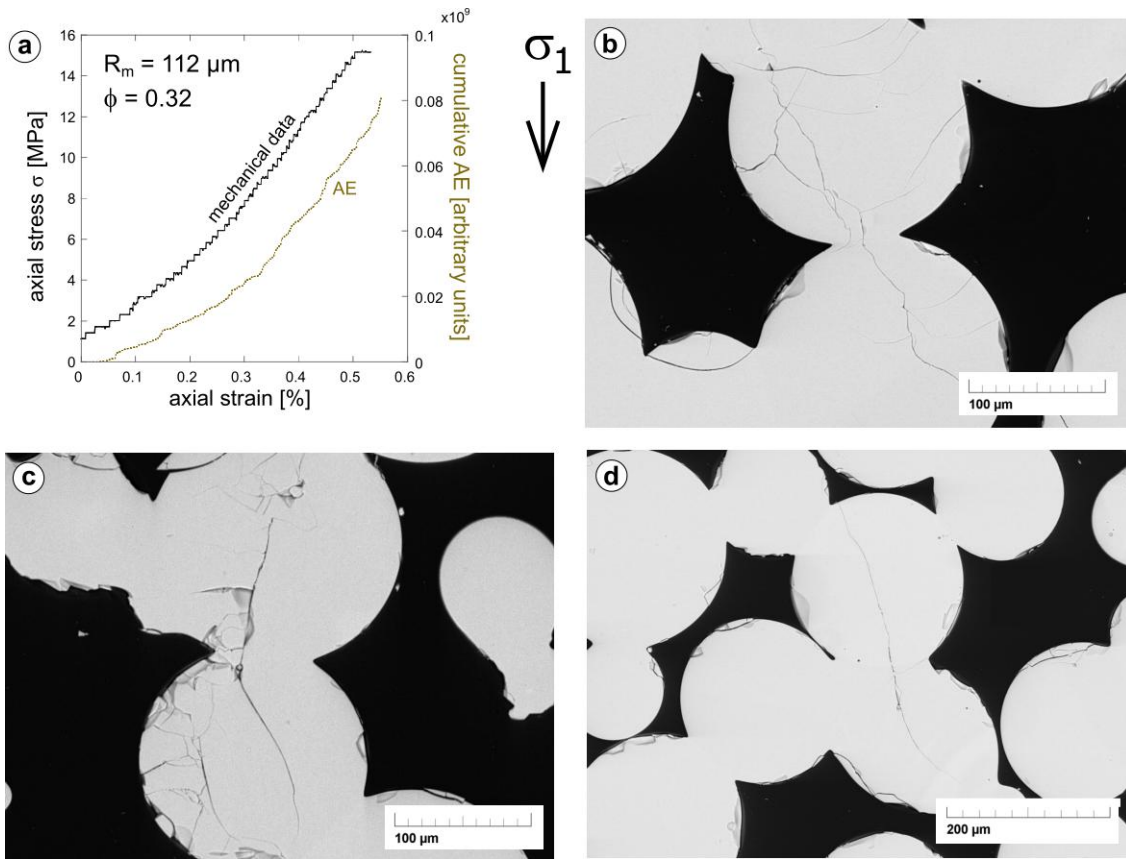 a
×10⁹
16
14
12
10
8
6
4
2
0
axial stress σ [MPa]
R_m = 112 µm
ϕ = 0.32
mechanical data
AE
0.1
0.08
0.06
0.04
0.02
0
cumulative AE [arbitrary units]
0 0.1 0.2 0.3 0.4 0.5 0.6
axial strain [%]
σ₁
b
100 µm
c
100 µm
d
200 µm